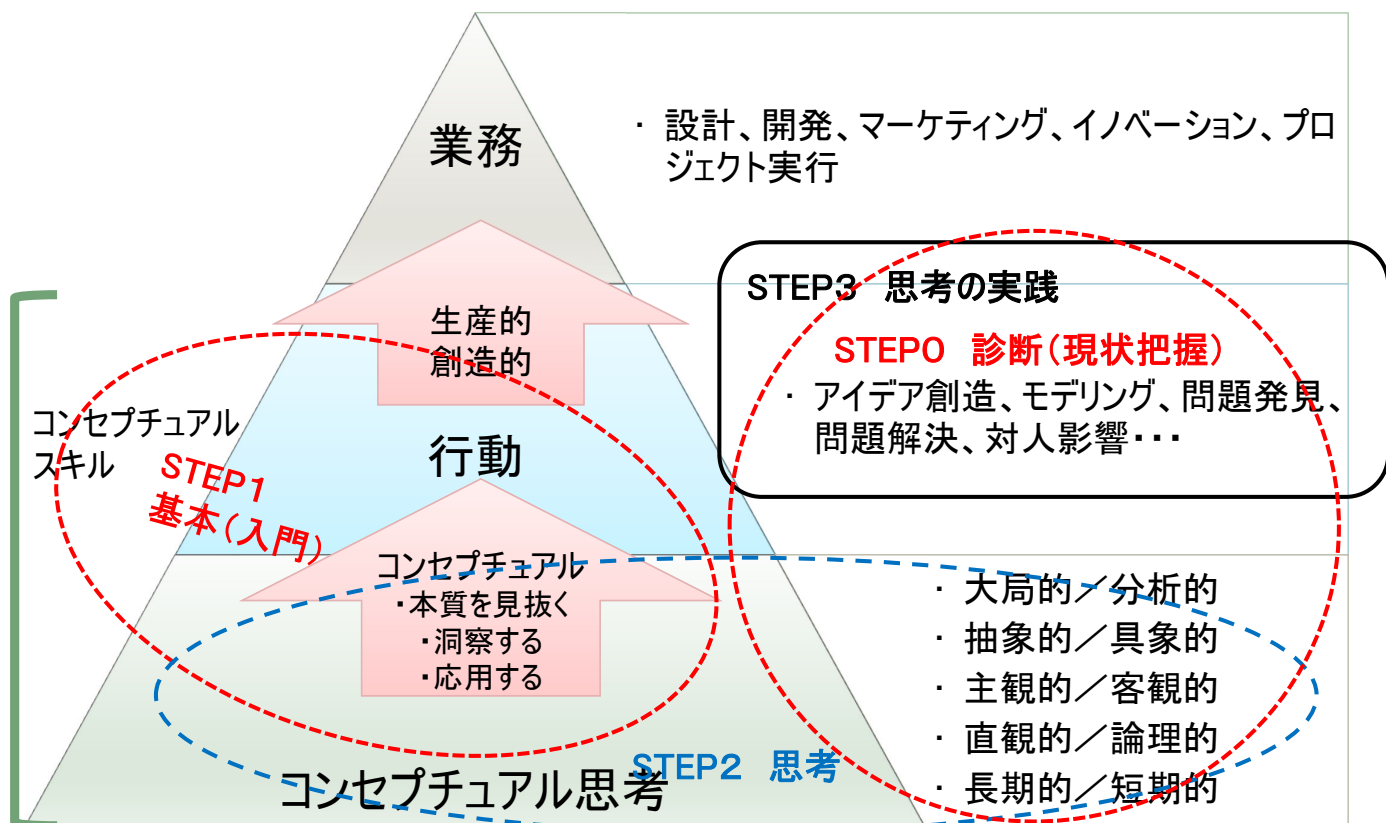 業務
・ 設計、開発、マーケティング、イノベーション、プロ
ジェクト実行
STEP3　思考の実践
STEP0　診断（現状把握）
・ アイデア創造、モデリング、問題発見、
問題解決、対人影響・・・
生産的
創造的
コンセプチュアル
スキル
行動
STEP1
基本（入門）
コンセプチュアル
・本質を見抜く
・洞察する
・応用する
・ 大局的／分析的
・ 抽象的／具象的
・ 主観的／客観的
・ 直観的／論理的
・ 長期的／短期的
STEP2　思考
コンセプチュアル思考